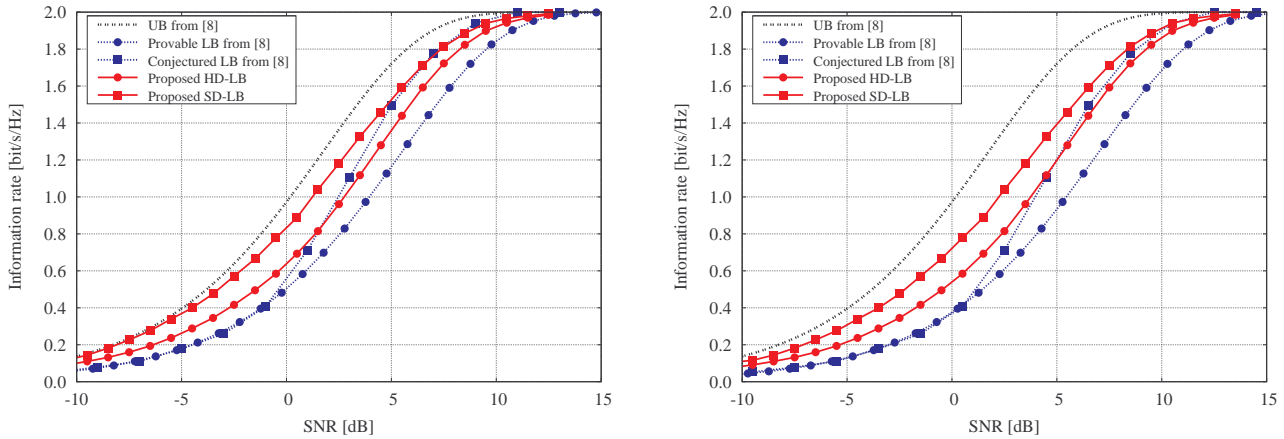 Information rate [bit/s/Hz]
2.0
1.8
1.6
1.4
1.2
1.0
0.8
0.6
0.4
0.2
0.0
UB from [8]
Provable LB from [8]
Conjectured LB from [8]
Proposed HD-LB
Proposed SD-LB
-10 -5 0 5 10 15
SNR [dB]
Information rate [bit/s/Hz]
2.0
1.8
1.6
1.4
1.2
1.0
0.8
0.6
0.4
0.2
0.0
UB from [8]
Provable LB from [8]
Conjectured LB from [8]
Proposed HD-LB
Proposed SD-LB
-10 -5 0 5 10 15
SNR [dB]